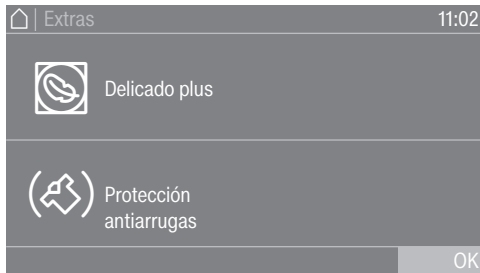 Extras
11:02
Delicado plus
Protección
antiarrugas
OK